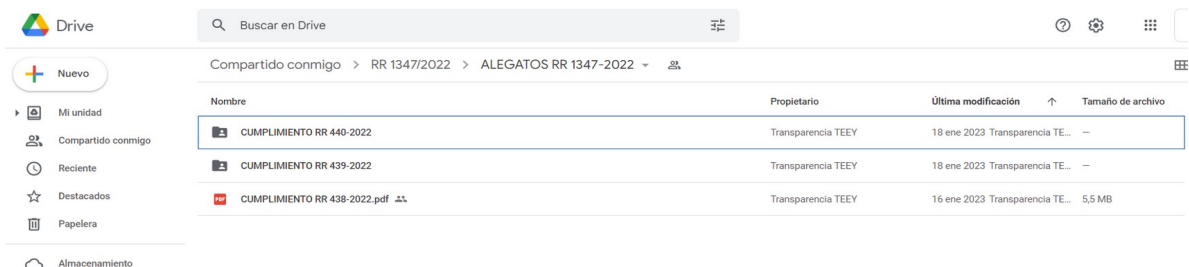 Drive
Buscar en Drive
Nuevo
Compartido conmigo > RR 1347/2022 > ALEGATOS RR 1347-2022
Mi unidad
Compartido conmigo
Reciente
Destacados
Papelera
Almacenamiento
Nombre Propietario Última modificación Tamaño de archivo
CUMPLIMIENTO RR 440-2022 Transparencia TEEY 18 ene 2023 Transparencia TE... —
CUMPLIMIENTO RR 439-2022 Transparencia TEEY 18 ene 2023 Transparencia TE... —
PDF CUMPLIMIENTO RR 438-2022.pdf Transparencia TEEY 16 ene 2023 Transparencia TE... 5,5 MB